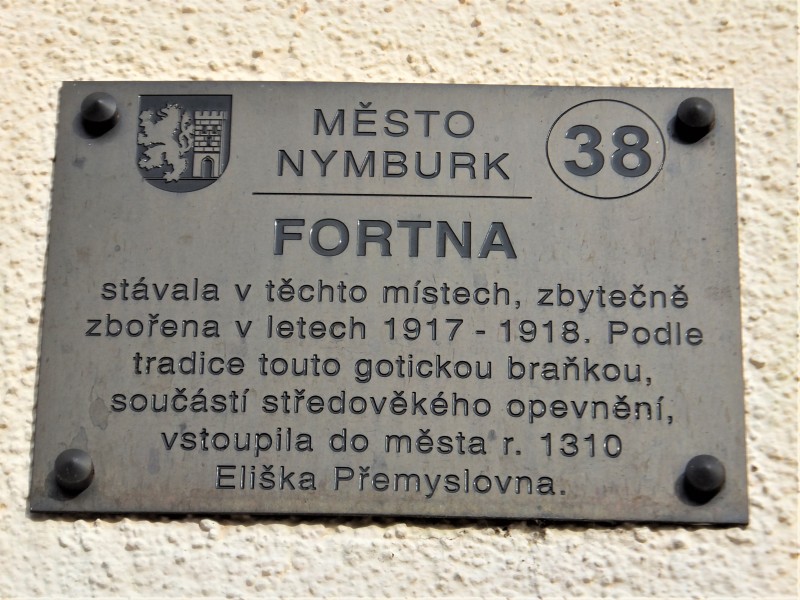 MĚSTO
NYMBURK
38
FORTNA
stávala v těchto místech, zbytečně
zbořena v letech 1917 - 1918. Podle
tradice touto gotickou braňkou,
součástí středověkého opevnění,
vstoupila do města r. 1310
Eliška Přemyslovna.